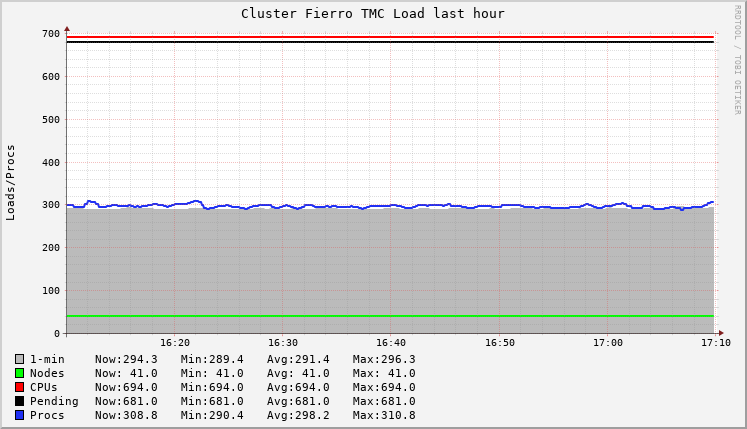 Cluster Fierro TMC Load last hour
RRDTOOL / TOBI OETIKER
Loads/Procs
700
600
500
400
300
200
100
0
16:20 16:30 16:40 16:50 17:00 17:10
1-min Now:294.3 Min:289.4 Avg:291.4 Max:296.3
Nodes Now: 41.0 Min: 41.0 Avg: 41.0 Max: 41.0
CPUs Now:694.0 Min:694.0 Avg:694.0 Max:694.0
Pending Now:681.0 Min:681.0 Avg:681.0 Max:681.0
Procs Now:308.8 Min:290.4 Avg:298.2 Max:310.8